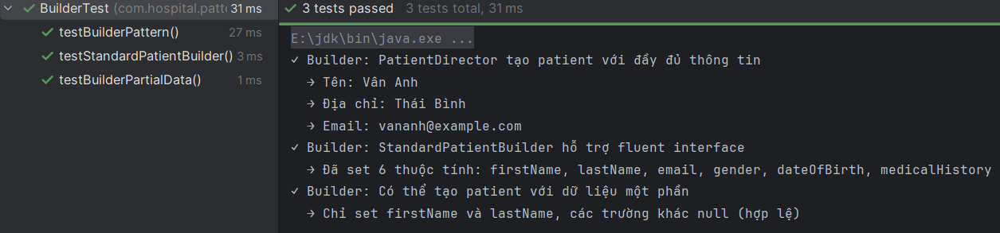 BuilderTest (com.hospital.patte 31 ms
testBuilderPattern() 27 ms
testStandardPatientBuilder() 3 ms
testBuilderPartialData() 1 ms
3 tests passed 3 tests total, 31 ms
E:\jdk\bin\java.exe ...
✓ Builder: PatientDirector tạo patient với đầy đủ thông tin
→ Tên: Vân Anh
→ Địa chỉ: Thái Bình
→ Email: vananh@example.com
✓ Builder: StandardPatientBuilder hỗ trợ fluent interface
→ Đã set 6 thuộc tính: firstName, lastName, email, gender, dateOfBirth, medicalHistory
✓ Builder: Có thể tạo patient với dữ liệu một phần
→ Chỉ set firstName và lastName, các trường khác null (hợp lệ)